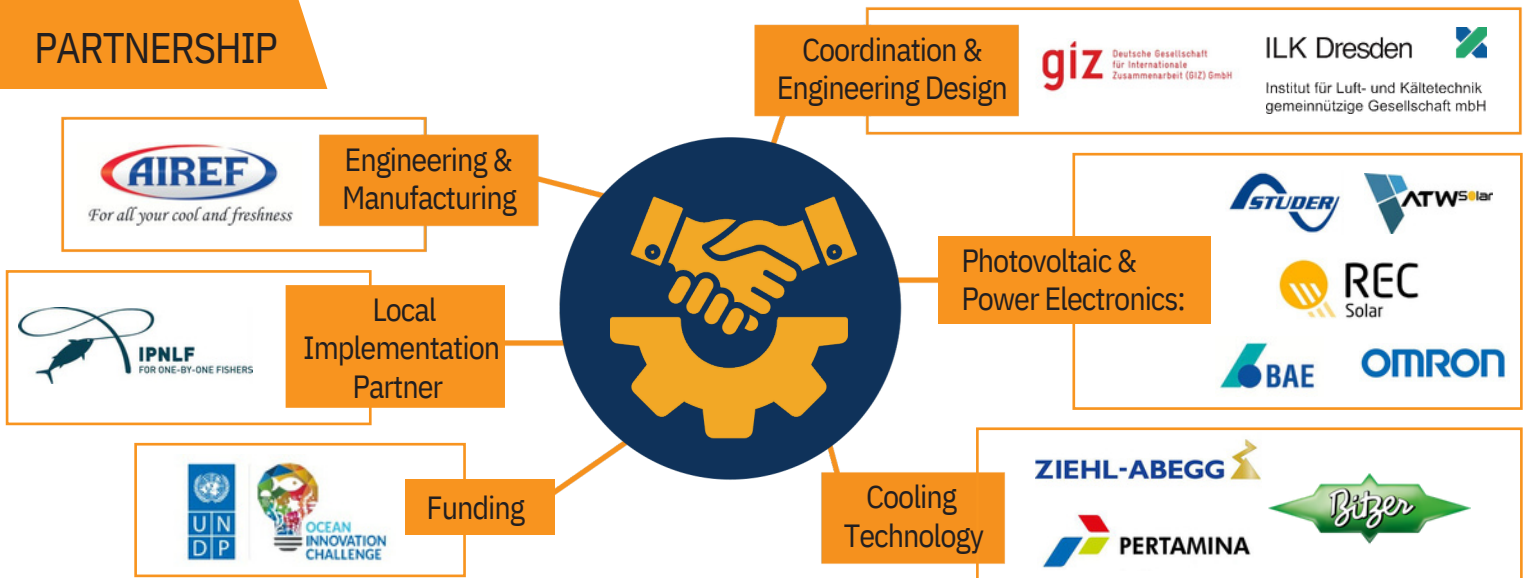 PARTNERSHIP
Coordination &
Engineering Design
giz
Deutsche Gesellschaft
für Internationale
Zusammenarbeit (GIZ) GmbH
ILK Dresden
Institut für Luft- und Kältetechnik
gemeinnützige Gesellschaft mbH
AIREF
For all your cool and freshness
Engineering &
Manufacturing
STUDER
ATW Solar
REC
Solar
BAE
OMRON
Photovoltaic &
Power Electronics:
IPNLF
FOR ONE-BY-ONE FISHERS
Local
Implementation
Partner
U N
D P
OCEAN
INNOVATION
CHALLENGE
Funding
Cooling
Technology
ZIEHL-ABEGG
Bitzer
PERTAMINA